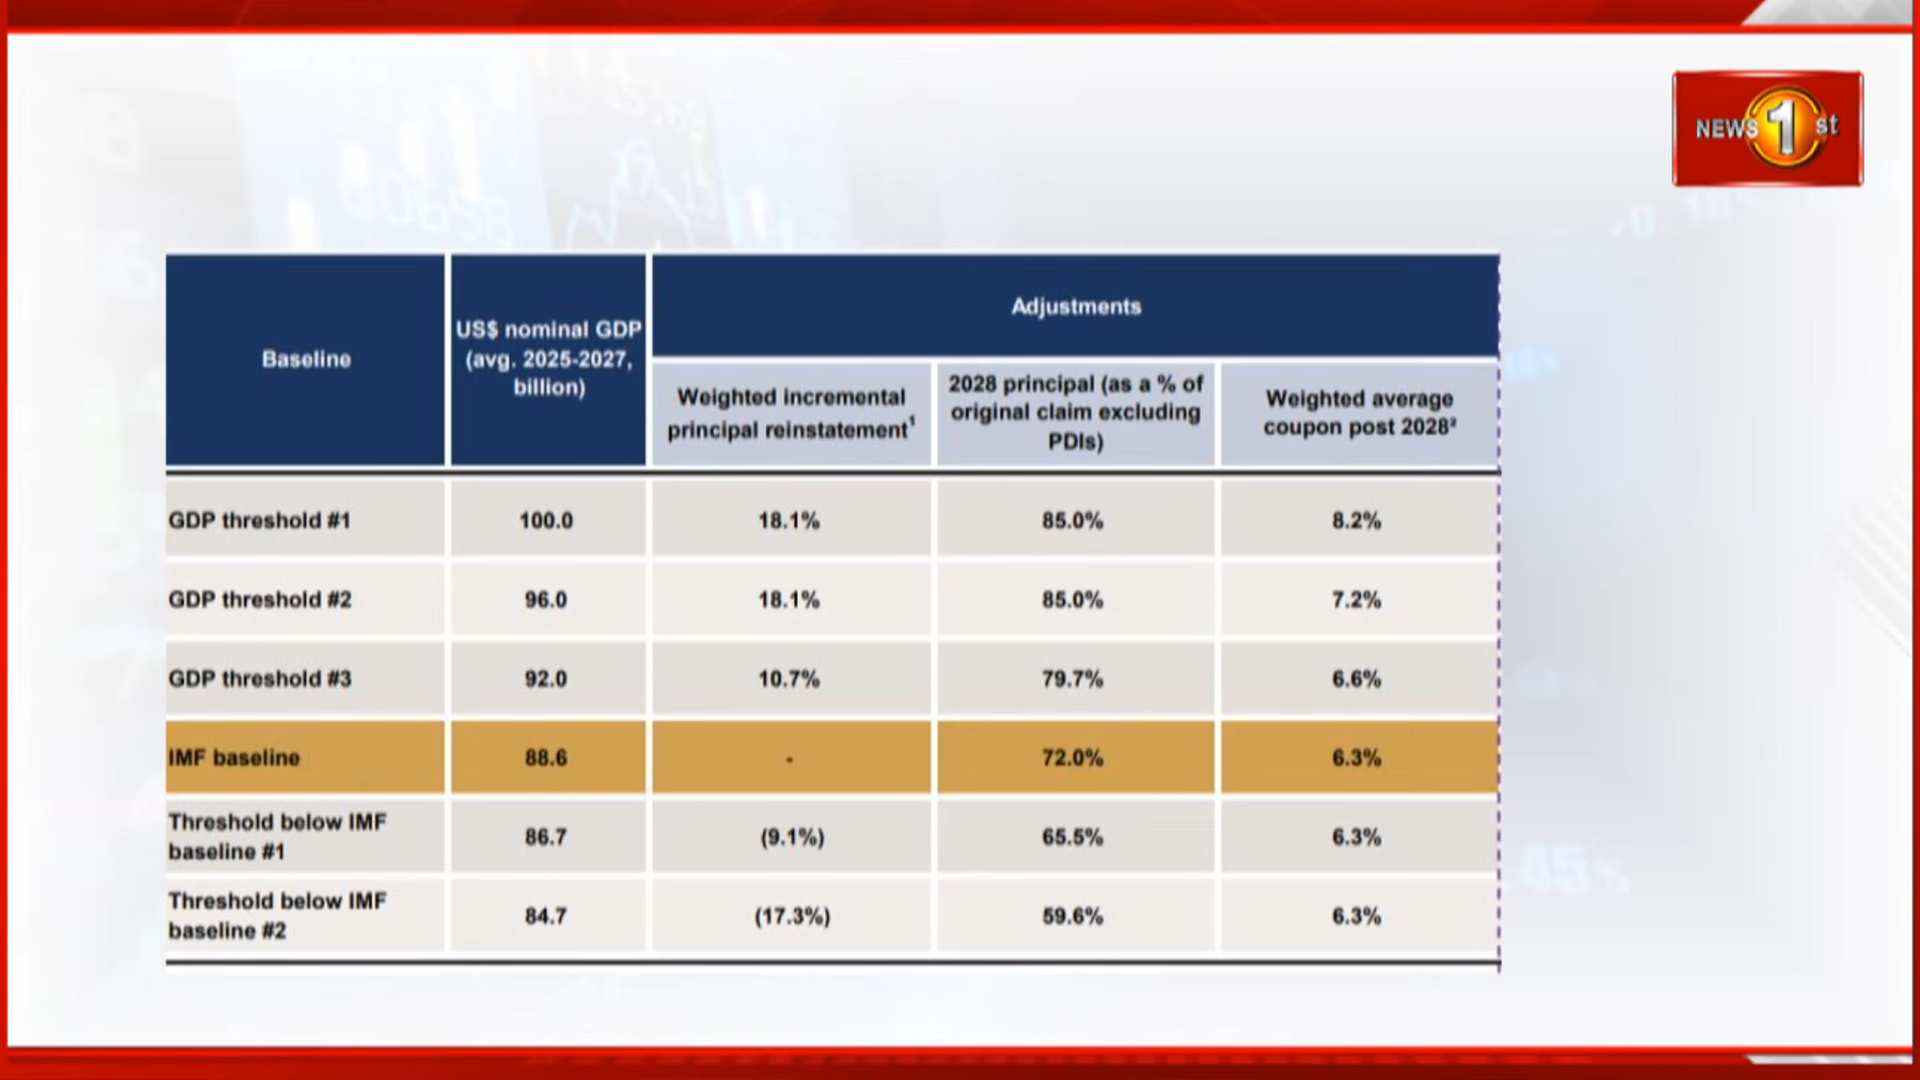 NEWS 1st
Baseline
US$ nominal GDP
(avg. 2025-2027,
billion)
Adjustments
Weighted incremental
principal reinstatement¹
2028 principal (as a % of
original claim excluding
PDIs)
Weighted average
coupon post 2028²
GDP threshold #1 100.0 18.1% 85.0% 8.2%
GDP threshold #2 96.0 18.1% 85.0% 7.2%
GDP threshold #3 92.0 10.7% 79.7% 6.6%
IMF baseline 88.6 - 72.0% 6.3%
Threshold below IMF
baseline #1
86.7 (9.1%) 65.5% 6.3%
Threshold below IMF
baseline #2
84.7 (17.3%) 59.6% 6.3%
45%